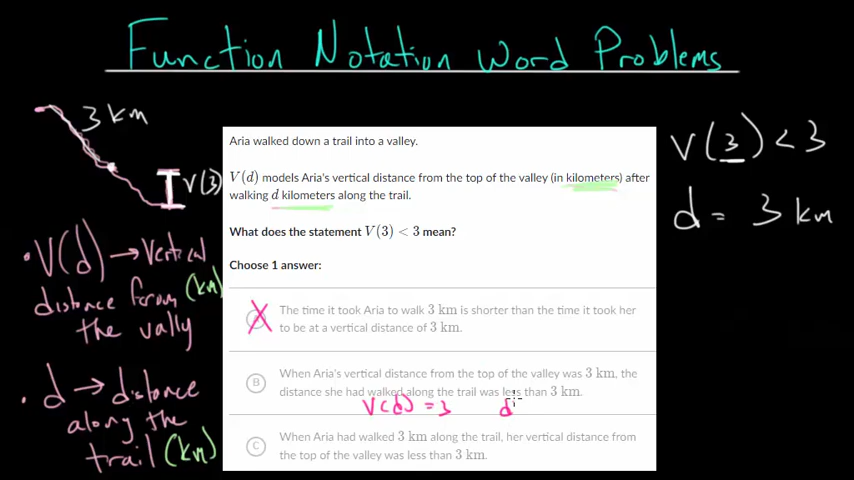 Function Notation Word Problems
3 km
V(3)
• V(d) → Vertical
distance from (km)
the vally
• d → distance
along the
trail (km)
Aria walked down a trail into a valley.
V(d) models Aria's vertical distance from the top of the valley (in kilometers) after
walking d kilometers along the trail.
What does the statement V(3) < 3 mean?
Choose 1 answer:
The time it took Aria to walk 3 km is shorter than the time it took her
to be at a vertical distance of 3 km.
B
When Aria's vertical distance from the top of the valley was 3 km, the
distance she had walked along the trail was less than 3 km.
V(d) = 3
d
C
When Aria had walked 3 km along the trail, her vertical distance from
the top of the valley was less than 3 km.
V(3) < 3
d = 3 km